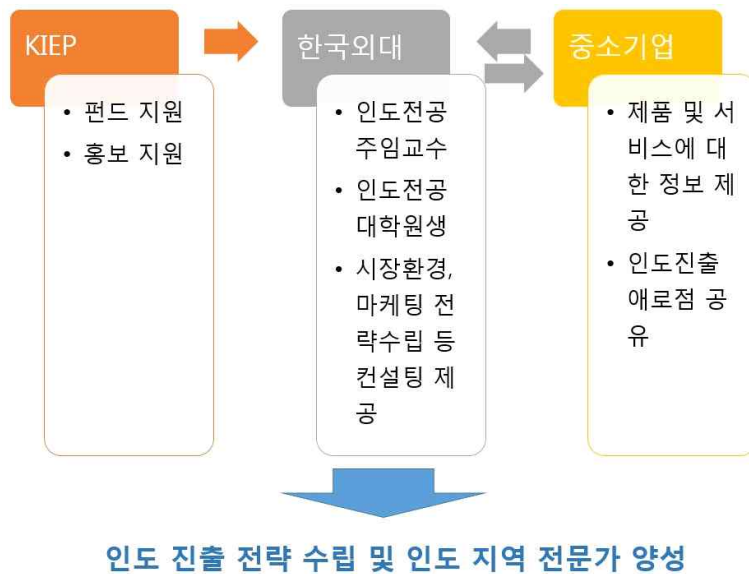 KIEP
• 펀드 지원
• 홍보 지원
한국외대
• 인도전공
주임교수
• 인도전공
대학원생
• 시장환경,
마케팅 전
략수립 등
컨설팅 제
공
중소기업
• 제품 및 서
비스에 대
한 정보 제
공
• 인도진출
애로점 공
유
인도 진출 전략 수립 및 인도 지역 전문가 양성